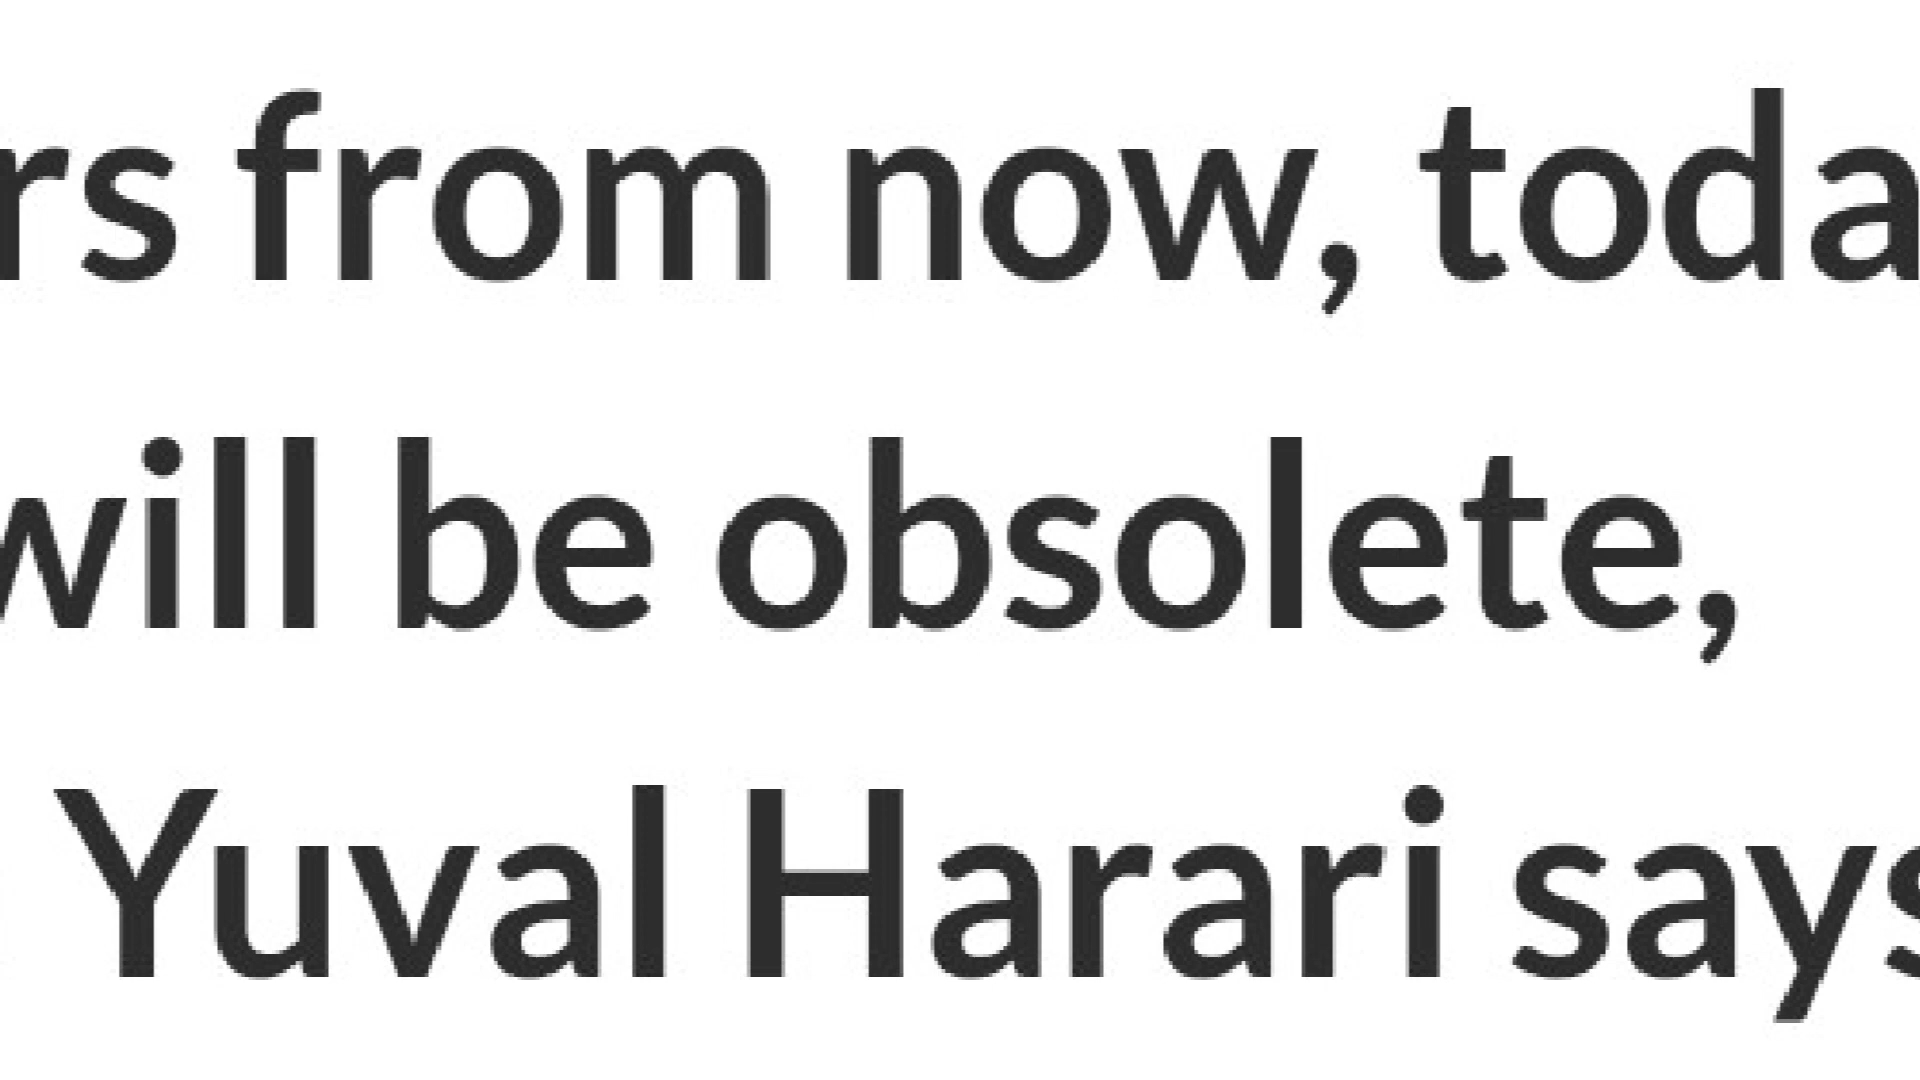 rs from now, toda
will be obsolete,
Yuval Harari says